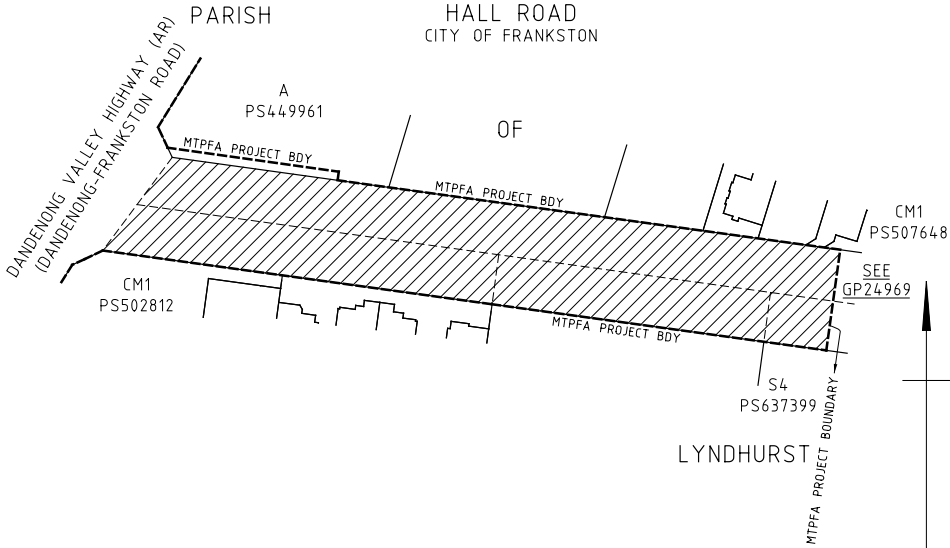 PARISH
HALL ROAD
CITY OF FRANKSTON
DANDENONG VALLEY HIGHWAY (AR)
(DANDENONG-FRANKSTON ROAD)
A
PS449961
OF
MTPFA PROJECT BDY
MTPFA PROJECT BDY
CM1
PS507648
SEE
GP24969
CM1
PS502812
MTPFA PROJECT BDY
S4
PS637399
LYNDHURST
MTPFA PROJECT BOUNDARY